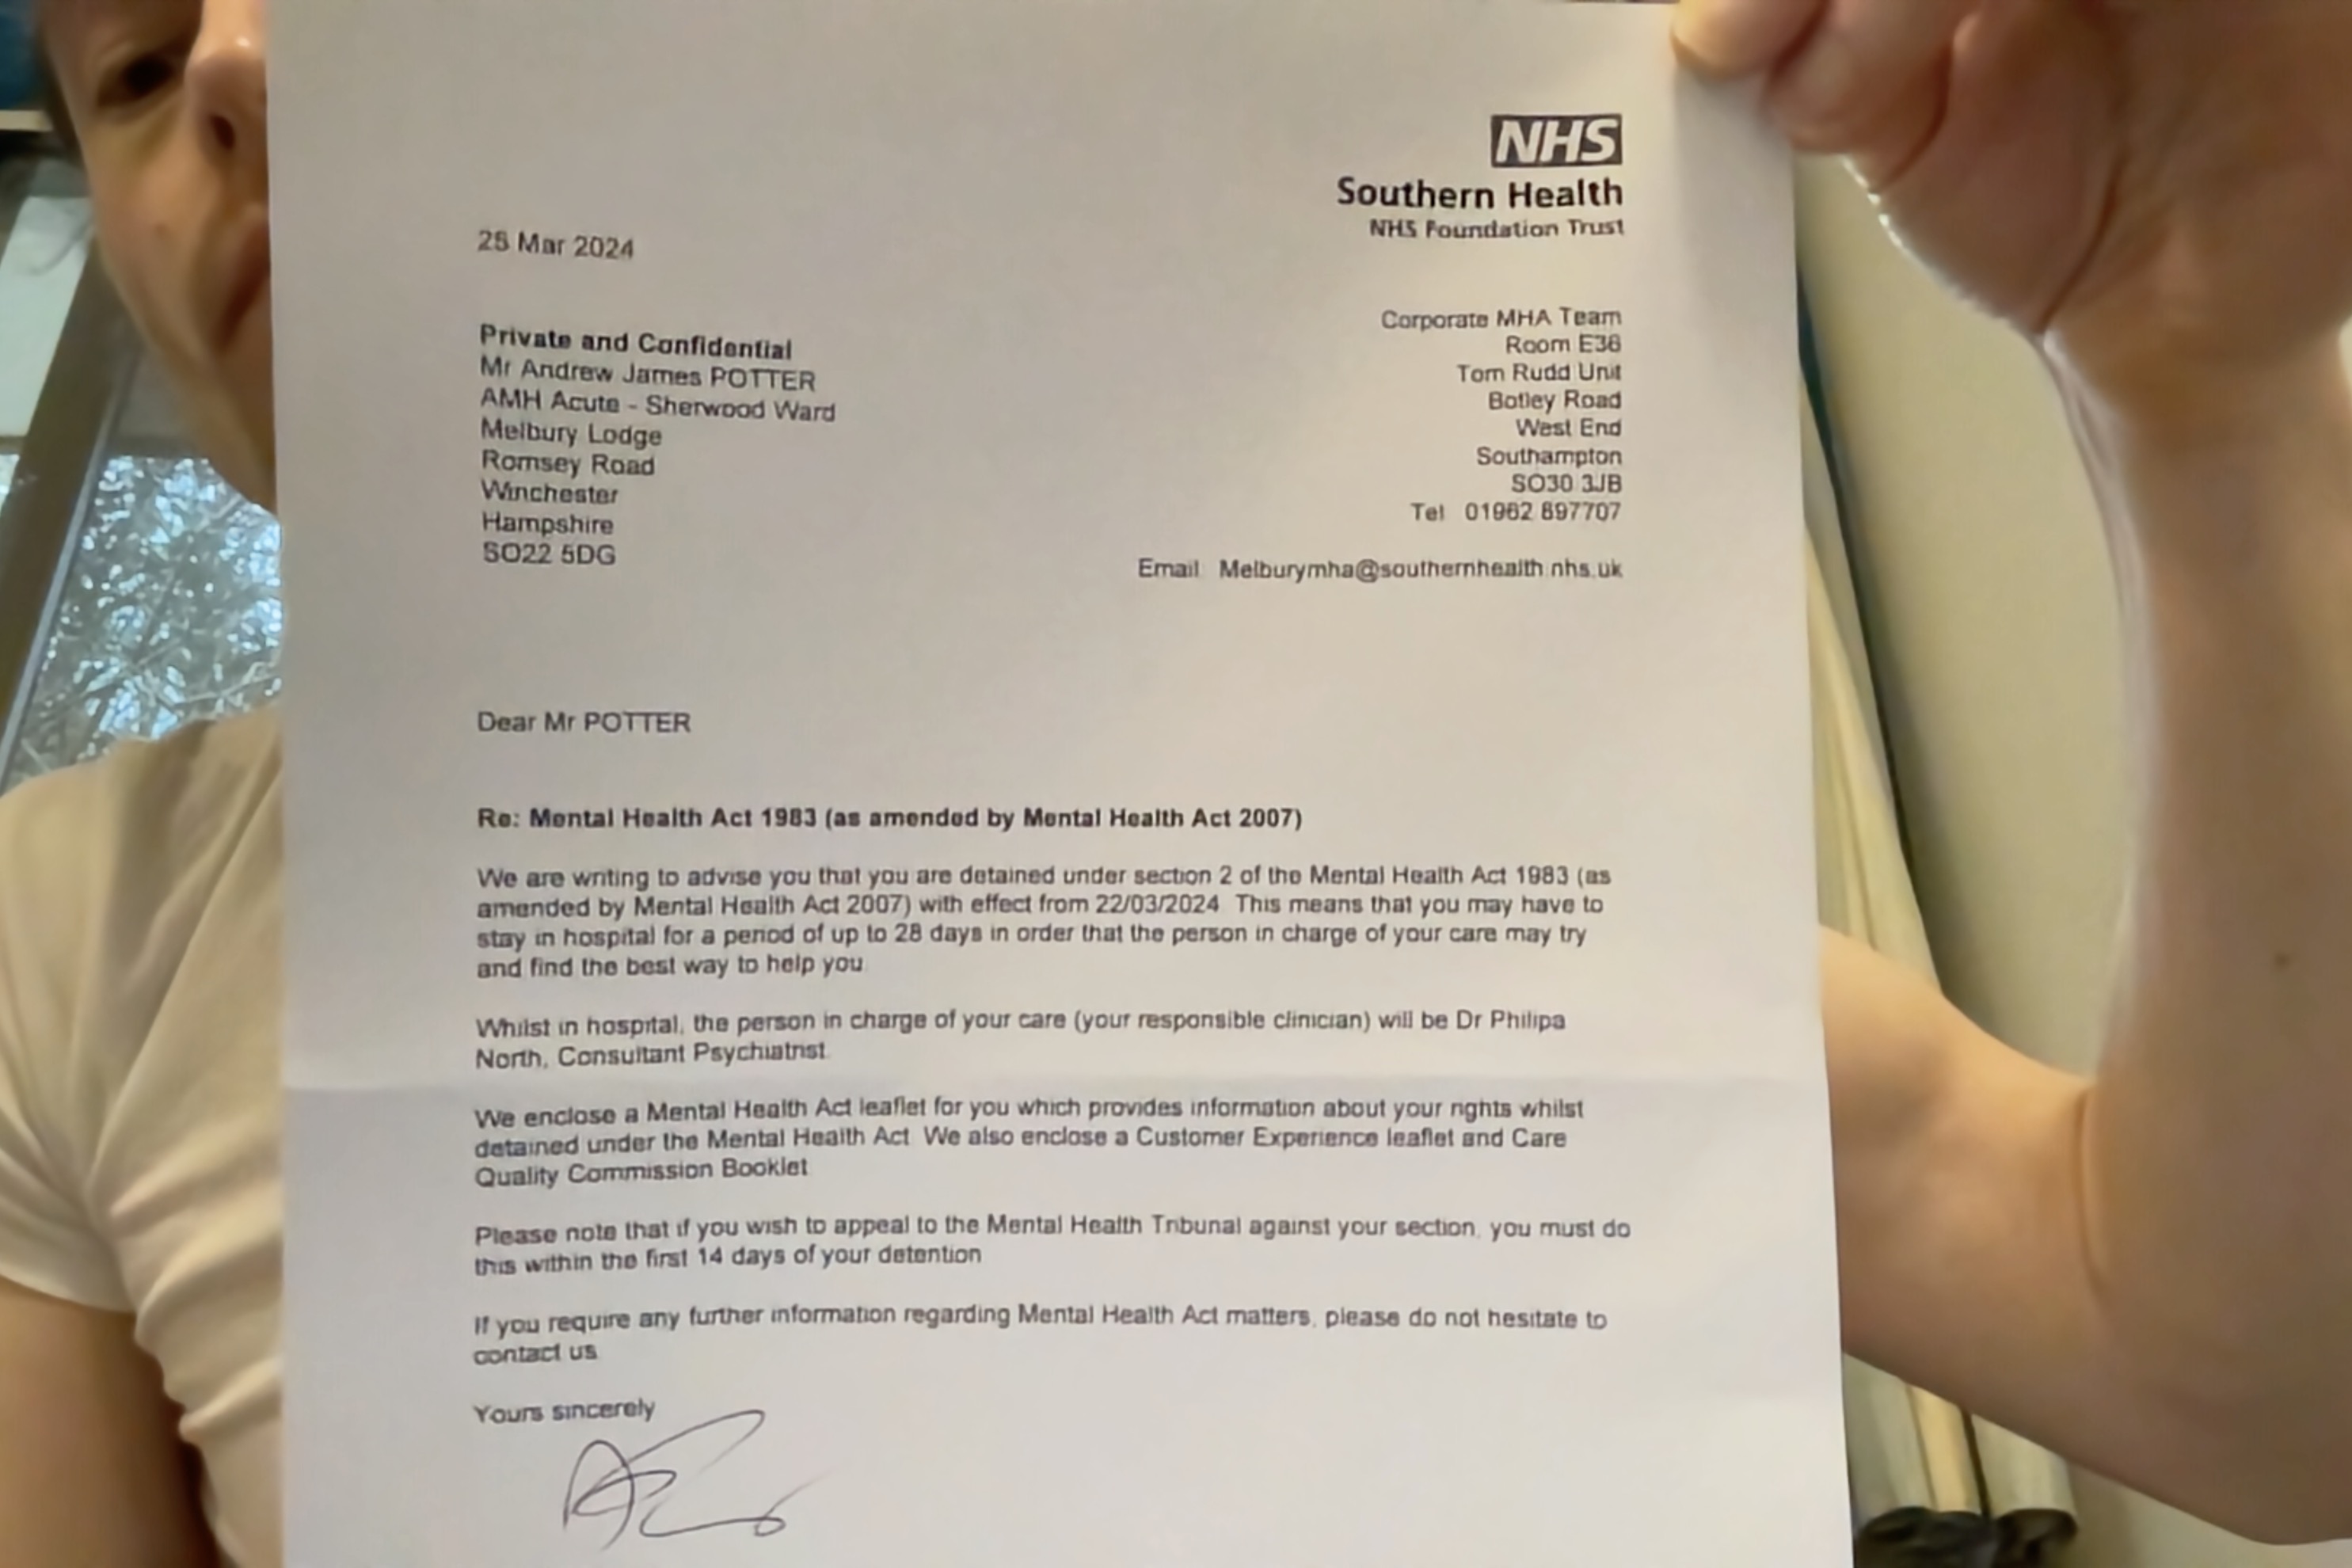 NHS
Southern Health
NHS Foundation Trust
25 Mar 2024
Private and Confidential
Mr Andrew James POTTER
AMH Acute - Sherwood Ward
Melbury Lodge
Romsey Road
Winchester
Hampshire
SO22 5DG
Corporate MHA Team
Room E36
Tom Rudd Unit
Botley Road
West End
Southampton
SO30 3JB
Tel 01962 897707
Email Melburymha@southernhealth.nhs.uk
Dear Mr POTTER
Re: Mental Health Act 1983 (as amended by Mental Health Act 2007)
We are writing to advise you that you are detained under section 2 of the Mental Health Act 1983 (as
amended by Mental Health Act 2007) with effect from 22/03/2024 This means that you may have to
stay in hospital for a period of up to 28 days in order that the person in charge of your care may try
and find the best way to help you
Whilst in hospital, the person in charge of your care (your responsible clinician) will be Dr Philipa
North, Consultant Psychiatrist
We enclose a Mental Health Act leaflet for you which provides information about your rights whilst
detained under the Mental Health Act We also enclose a Customer Experience leaflet and Care
Quality Commission Booklet
Please note that if you wish to appeal to the Mental Health Tribunal against your section, you must do
this within the first 14 days of your detention
If you require any further information regarding Mental Health Act matters, please do not hesitate to
contact us
Yours sincerely